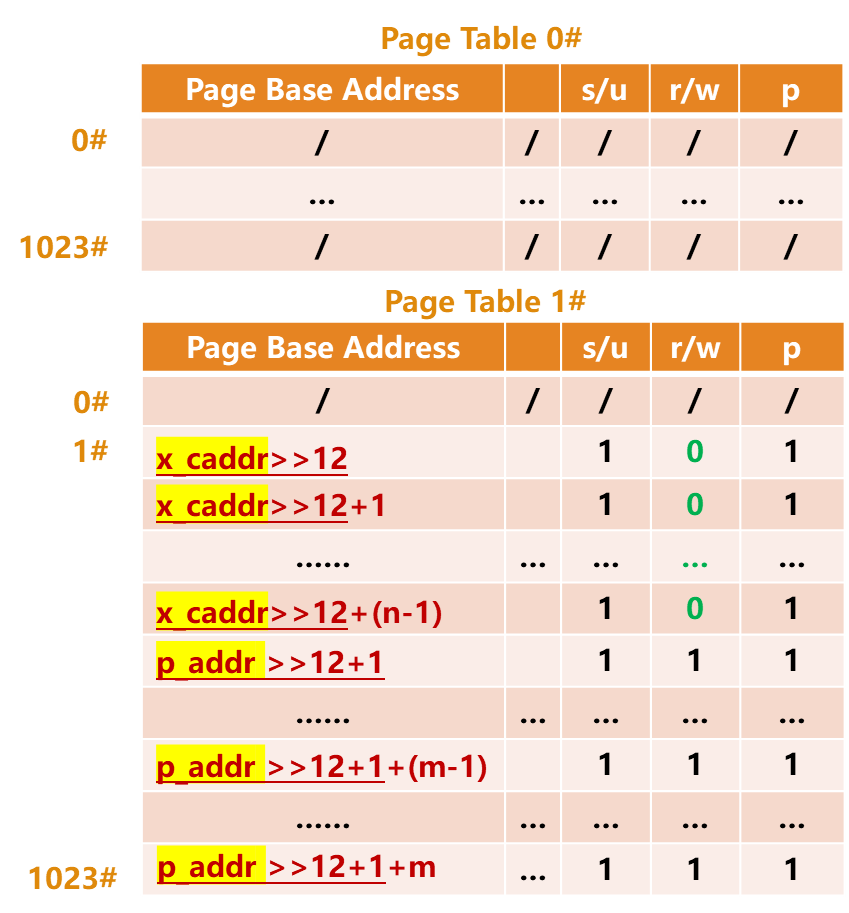 Page Table 0#
Page Base Address s/u r/w p
0# / / / / /
... ... ... ... ...
1023# / / / / /
Page Table 1#
Page Base Address s/u r/w p
0# / / / / /
1# x_caddr>>12 1 0 1
x_caddr>>12+1 1 0 1
...... ... ... ... ...
x_caddr>>12+(n-1) 1 0 1
p_addr >>12+1 1 1 1
...... ... ... ... ...
p_addr >>12+1+(m-1) 1 1 1
...... ... ... ... ...
1023# p_addr >>12+1+m ... 1 1 1